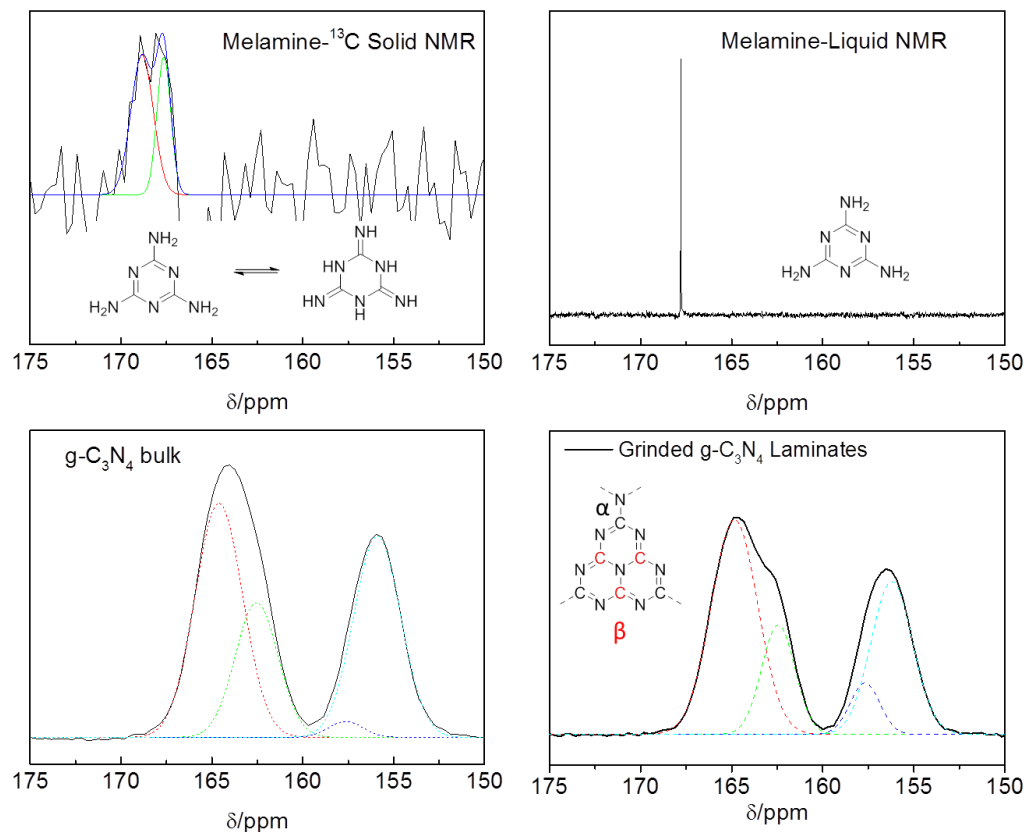 Melamine-¹³C Solid NMR
NH₂
N N
H₂N N NH₂
NH
HN NH
HN N NH
H
175 170 165 160 155 150
δ/ppm
Melamine-Liquid NMR
NH₂
N N
H₂N N NH₂
175 170 165 160 155 150
δ/ppm
g-C₃N₄ bulk
175 170 165 160 155 150
δ/ppm
Grinded g-C₃N₄ Laminates
N
α
C
N N
C C
N N N
C C C
N N
β
175 170 165 160 155 150
δ/ppm